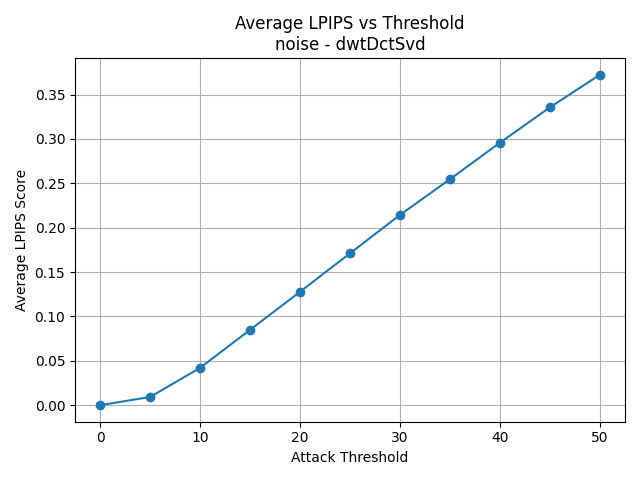 Average LPIPS vs Threshold
noise - dwtDctSvd
Average LPIPS Score
0.35
0.30
0.25
0.20
0.15
0.10
0.05
0.00
0 10 20 30 40 50
Attack Threshold